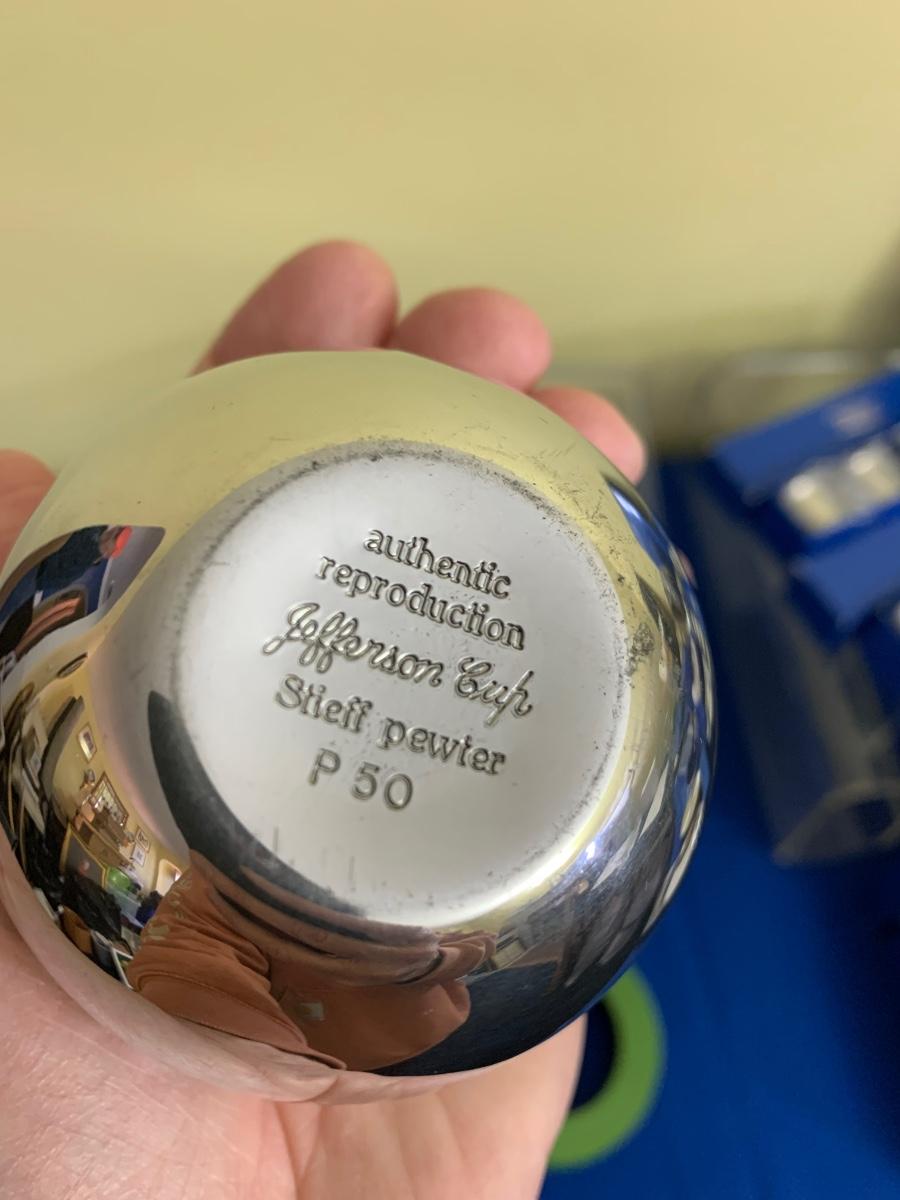 authentic
reproduction
Jefferson Cup
Stieff pewter
P 50